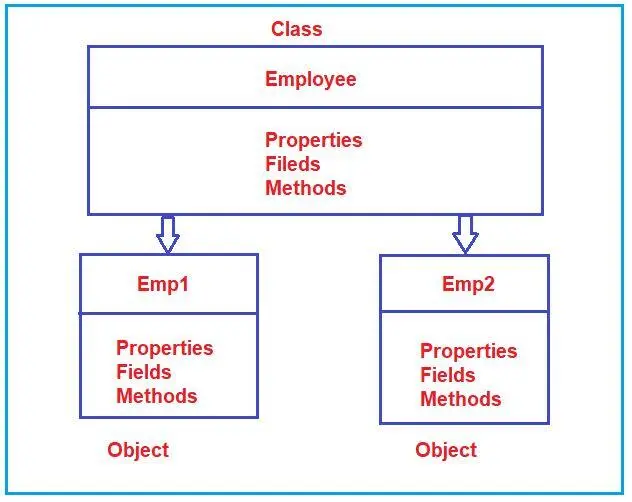 Class
Employee
Properties
Fileds
Methods
Emp1
Properties
Fields
Methods
Object
Emp2
Properties
Fields
Methods
Object